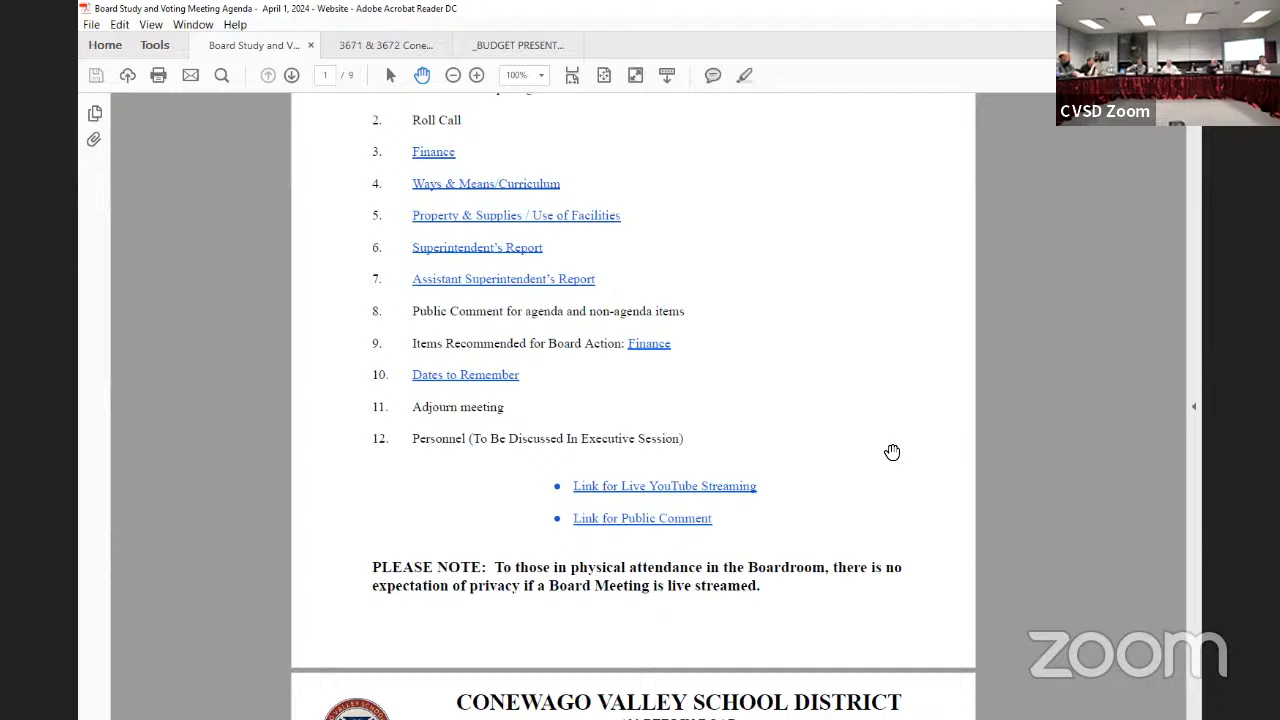 Board Study and Voting Meeting Agenda - April 1, 2024 - Website - Adobe Acrobat Reader DC
File Edit View Window Help
Home Tools Board Study and V... × 3671 & 3672 Cone... _BUDGET PRESENT...
1 / 9 100%
CVSD Zoom
2. Roll Call
3. Finance
4. Ways & Means/Curriculum
5. Property & Supplies / Use of Facilities
6. Superintendent's Report
7. Assistant Superintendent's Report
8. Public Comment for agenda and non-agenda items
9. Items Recommended for Board Action: Finance
10. Dates to Remember
11. Adjourn meeting
12. Personnel (To Be Discussed In Executive Session)
• Link for Live YouTube Streaming
• Link for Public Comment
PLEASE NOTE: To those in physical attendance in the Boardroom, there is no
expectation of privacy if a Board Meeting is live streamed.
zoom
CONEWAGO VALLEY SCHOOL DISTRICT